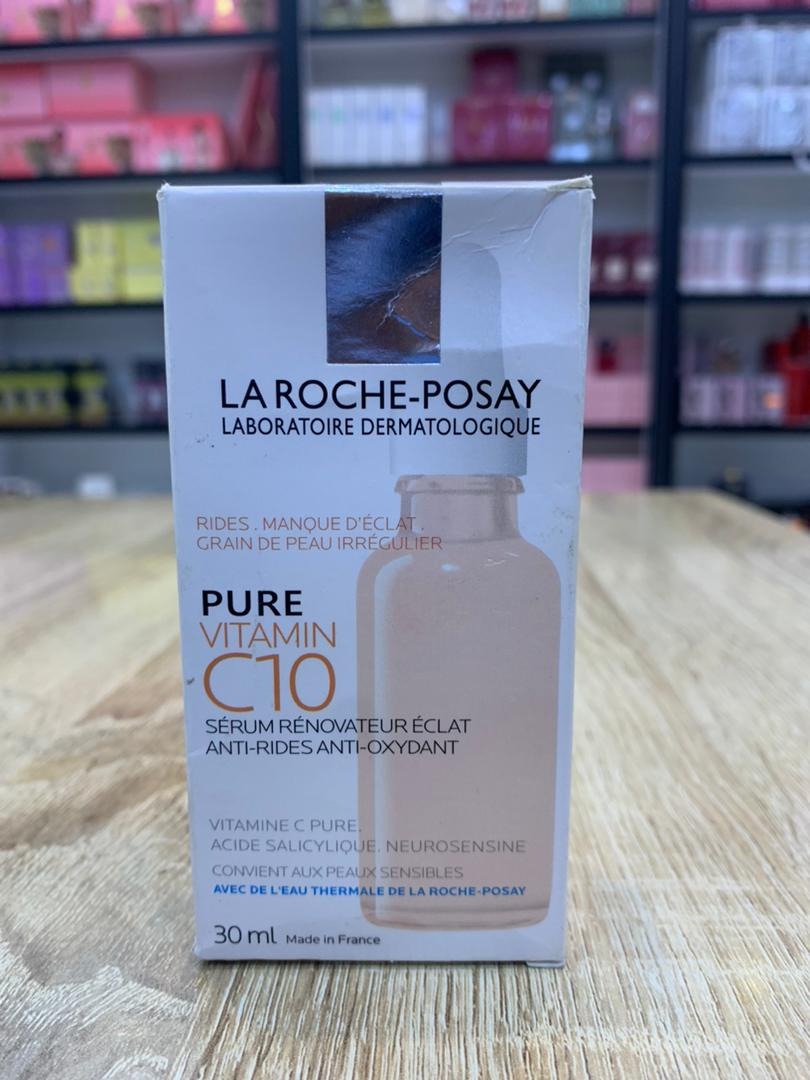 LA ROCHE-POSAY
LABORATOIRE DERMATOLOGIQUE
RIDES . MANQUE D'ÉCLAT .
GRAIN DE PEAU IRRÉGULIER
PURE
VITAMIN
C10
SÉRUM RÉNOVATEUR ÉCLAT
ANTI-RIDES ANTI-OXYDANT
VITAMINE C PURE.
ACIDE SALICYLIQUE. NEUROSENSINE
CONVIENT AUX PEAUX SENSIBLES
AVEC DE L'EAU THERMALE DE LA ROCHE-POSAY
30 ml Made in France